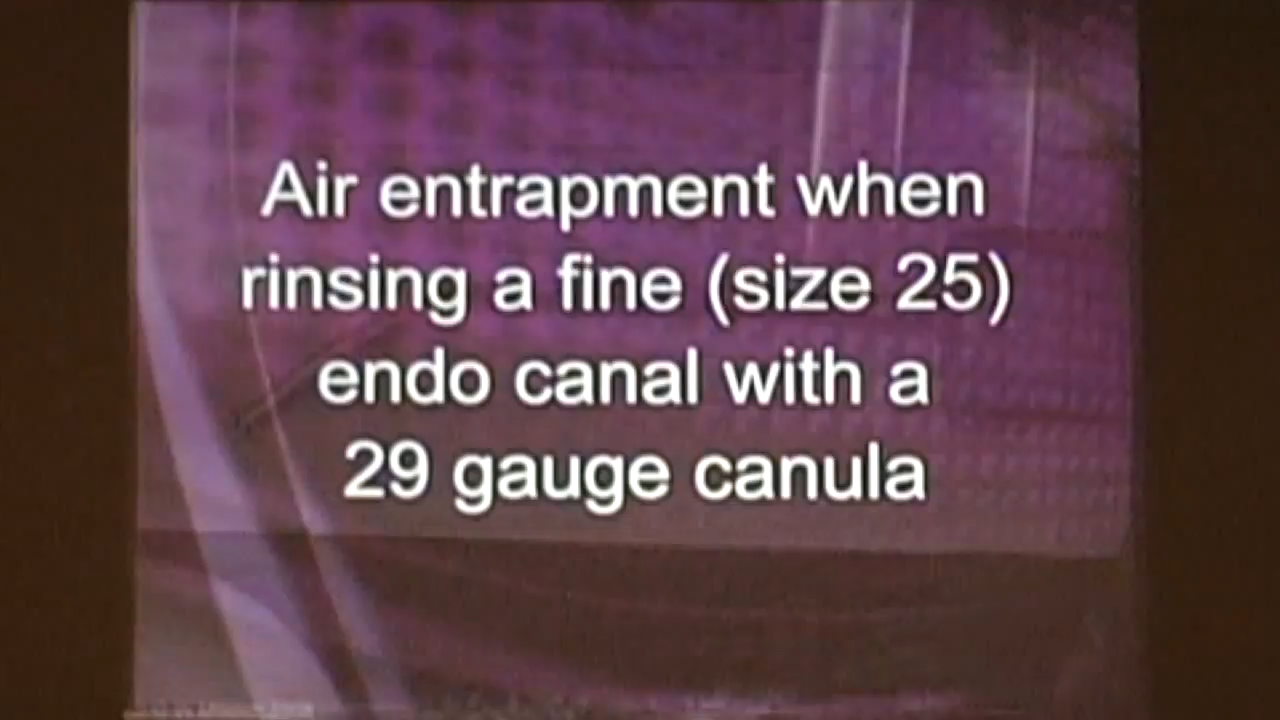 Air entrapment when
rinsing a fine (size 25)
endo canal with a
29 gauge canula